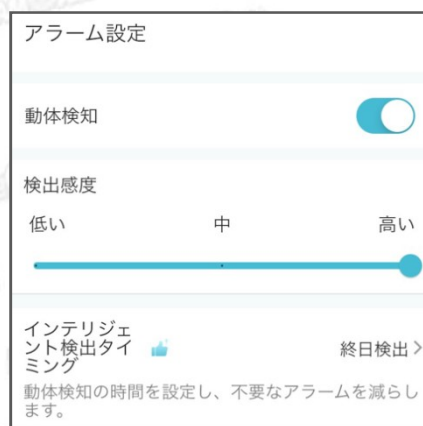 アラーム設定
動体検知
検出感度
低い 中 高い
インテリジェ
ント検出タイ
ミング
終日検出 >
動体検知の時間を設定し、不要なアラームを減らし
ます。